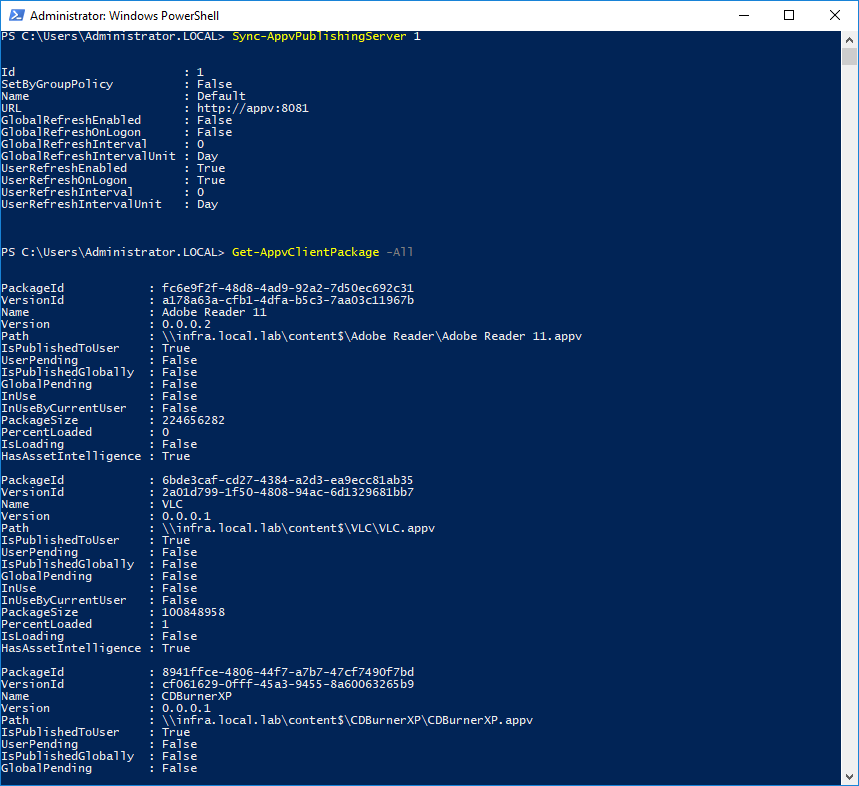 Administrator: Windows PowerShell
PS C:\Users\Administrator.LOCAL> Sync-AppvPublishingServer 1
Id                       : 1
SetByGroupPolicy         : False
Name                     : Default
URL                      : http://appv:8081
GlobalRefreshEnabled     : False
GlobalRefreshOnLogon     : False
GlobalRefreshInterval    : 0
GlobalRefreshIntervalUnit : Day
UserRefreshEnabled       : True
UserRefreshOnLogon       : True
UserRefreshInterval      : 0
UserRefreshIntervalUnit  : Day
PS C:\Users\Administrator.LOCAL> Get-AppvClientPackage -All
PackageId            : fc6e9f2f-48d8-4ad9-92a2-7d50ec692c31
VersionId            : a178a63a-cfb1-4dfa-b5c3-7aa03c11967b
Name                 : Adobe Reader 11
Version              : 0.0.0.2
Path                 : \\infra.local.lab\content$\Adobe Reader\Adobe Reader 11.appv
IsPublishedToUser    : True
UserPending          : False
IsPublishedGlobally  : False
GlobalPending        : False
InUse                : False
InUseByCurrentUser   : False
PackageSize          : 224656282
PercentLoaded        : 0
IsLoading            : False
HasAssetIntelligence : True
PackageId            : 6bde3caf-cd27-4384-a2d3-ea9ecc81ab35
VersionId            : 2a01d799-1f50-4808-94ac-6d1329681bb7
Name                 : VLC
Version              : 0.0.0.1
Path                 : \\infra.local.lab\content$\VLC\VLC.appv
IsPublishedToUser    : True
UserPending          : False
IsPublishedGlobally  : False
GlobalPending        : False
InUse                : False
InUseByCurrentUser   : False
PackageSize          : 100848958
PercentLoaded        : 1
IsLoading            : False
HasAssetIntelligence : True
PackageId            : 8941ffce-4806-44f7-a7b7-47cf7490f7bd
VersionId            : cf061629-0fff-45a3-9455-8a60063265b9
Name                 : CDBurnerXP
Version              : 0.0.0.1
Path                 : \\infra.local.lab\content$\CDBurnerXP\CDBurnerXP.appv
IsPublishedToUser    : True
UserPending          : False
IsPublishedGlobally  : False
GlobalPending        : False